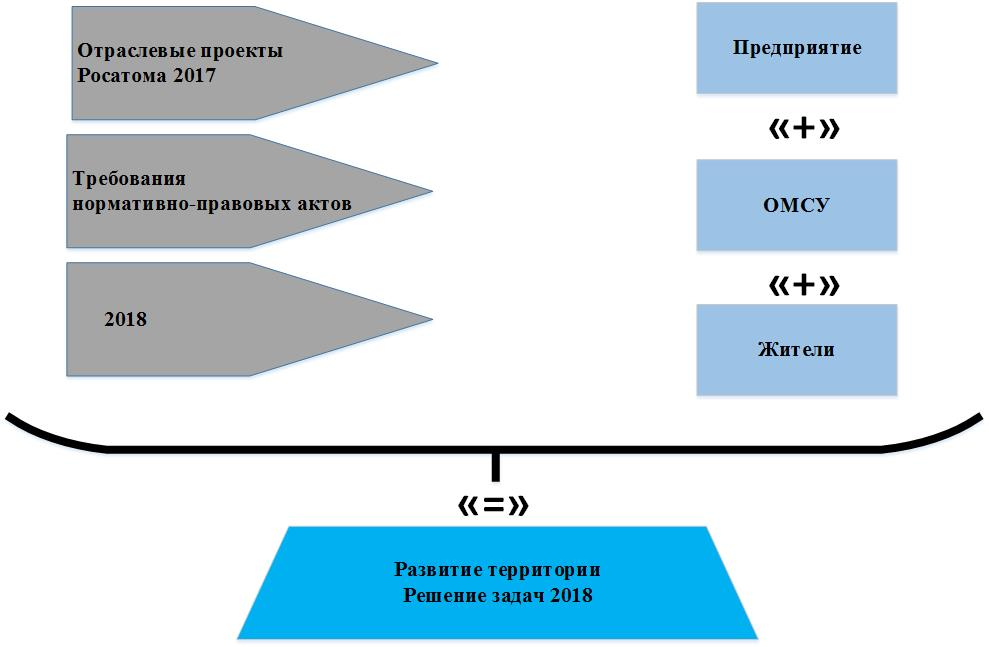 Отраслевые проекты
Росатома 2017
Требования
нормативно-правовых актов
2018
Предприятие
«+»
ОМСУ
«+»
Жители
«=»
Развитие территории
Решение задач 2018